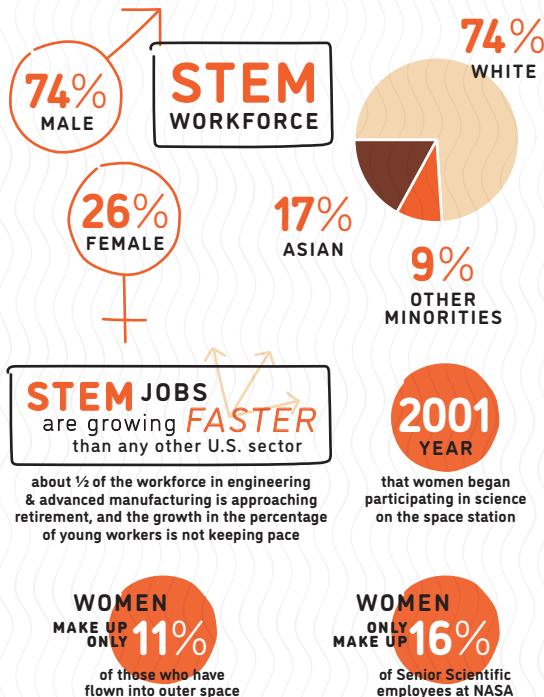 74%
MALE
STEM
WORKFORCE
74%
WHITE
26%
FEMALE
17%
ASIAN
9%
OTHER
MINORITIES
STEM JOBS
are growing FASTER
than any other U.S. sector
about ½ of the workforce in engineering
& advanced manufacturing is approaching
retirement, and the growth in the percentage
of young workers is not keeping pace
2001
YEAR
that women began
participating in science
on the space station
WOMEN
MAKE UP
ONLY 11%
of those who have
flown into outer space
WOMEN
ONLY
MAKE UP 16%
of Senior Scientific
employees at NASA